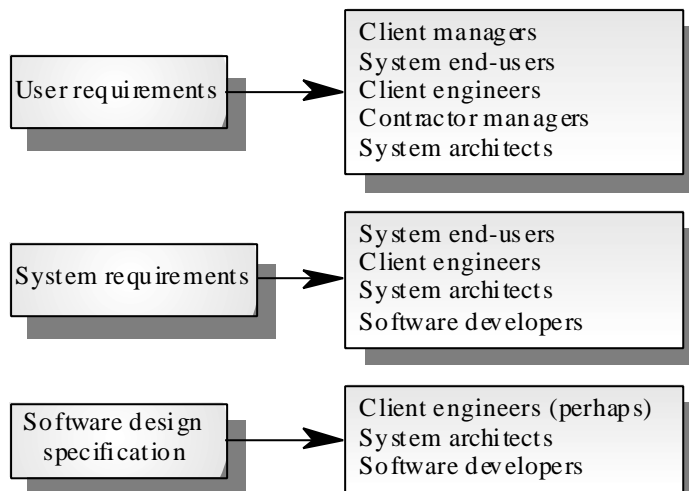 User requirements
Client managers
System end-users
Client engineers
Contractor managers
System architects
System requirements
System end-users
Client engineers
System architects
Software developers
Software design
specification
Client engineers (perhaps)
System architects
Software developers